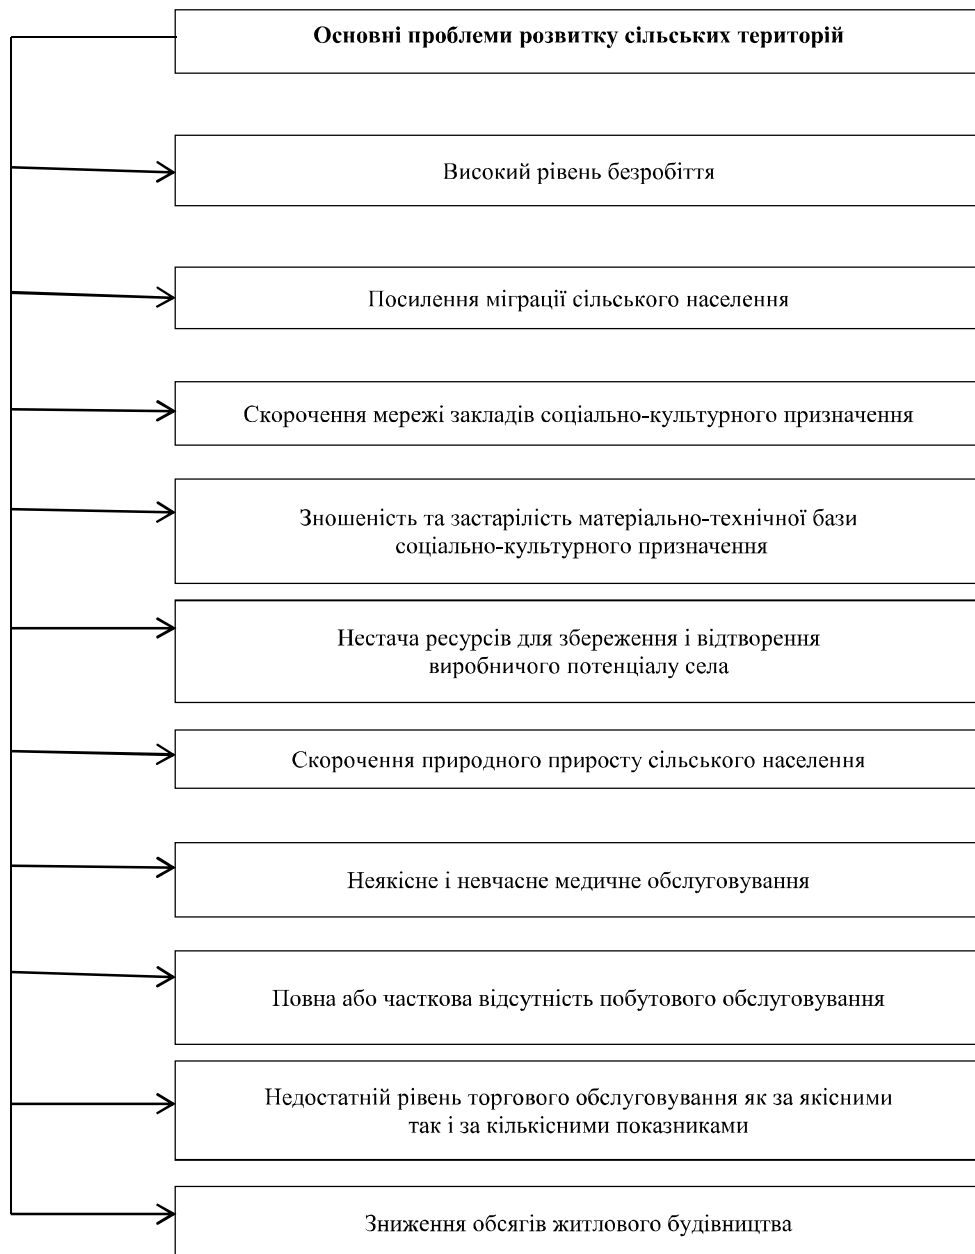 Основні проблеми розвитку сільських територій
Високий рівень безробіття
Посилення міграції сільського населення
Скорочення мережі закладів соціально-культурного призначення
Зношеність та застарілість матеріально-технічної бази
соціально-культурного призначення
Нестача ресурсів для збереження і відтворення
виробничого потенціалу села
Скорочення природного приросту сільського населення
Неякісне і невчасне медичне обслуговування
Повна або часткова відсутність побутового обслуговування
Недостатній рівень торгового обслуговування як за якісними
так і за кількісними показниками
Зниження обсягів житлового будівництва